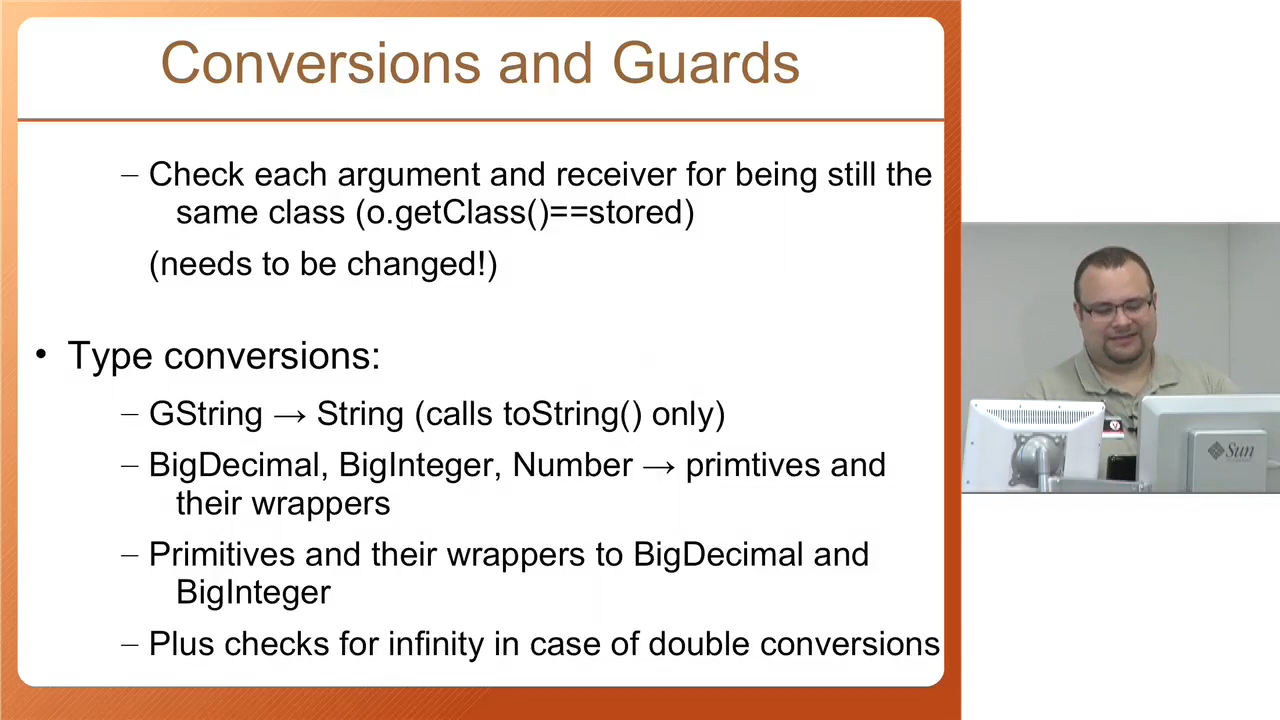 Conversions and Guards
– Check each argument and receiver for being still the
same class (o.getClass()==stored)
(needs to be changed!)
• Type conversions:
– GString → String (calls toString() only)
– BigDecimal, BigInteger, Number → primtives and
their wrappers
– Primitives and their wrappers to BigDecimal and
BigInteger
– Plus checks for infinity in case of double conversions
Sun